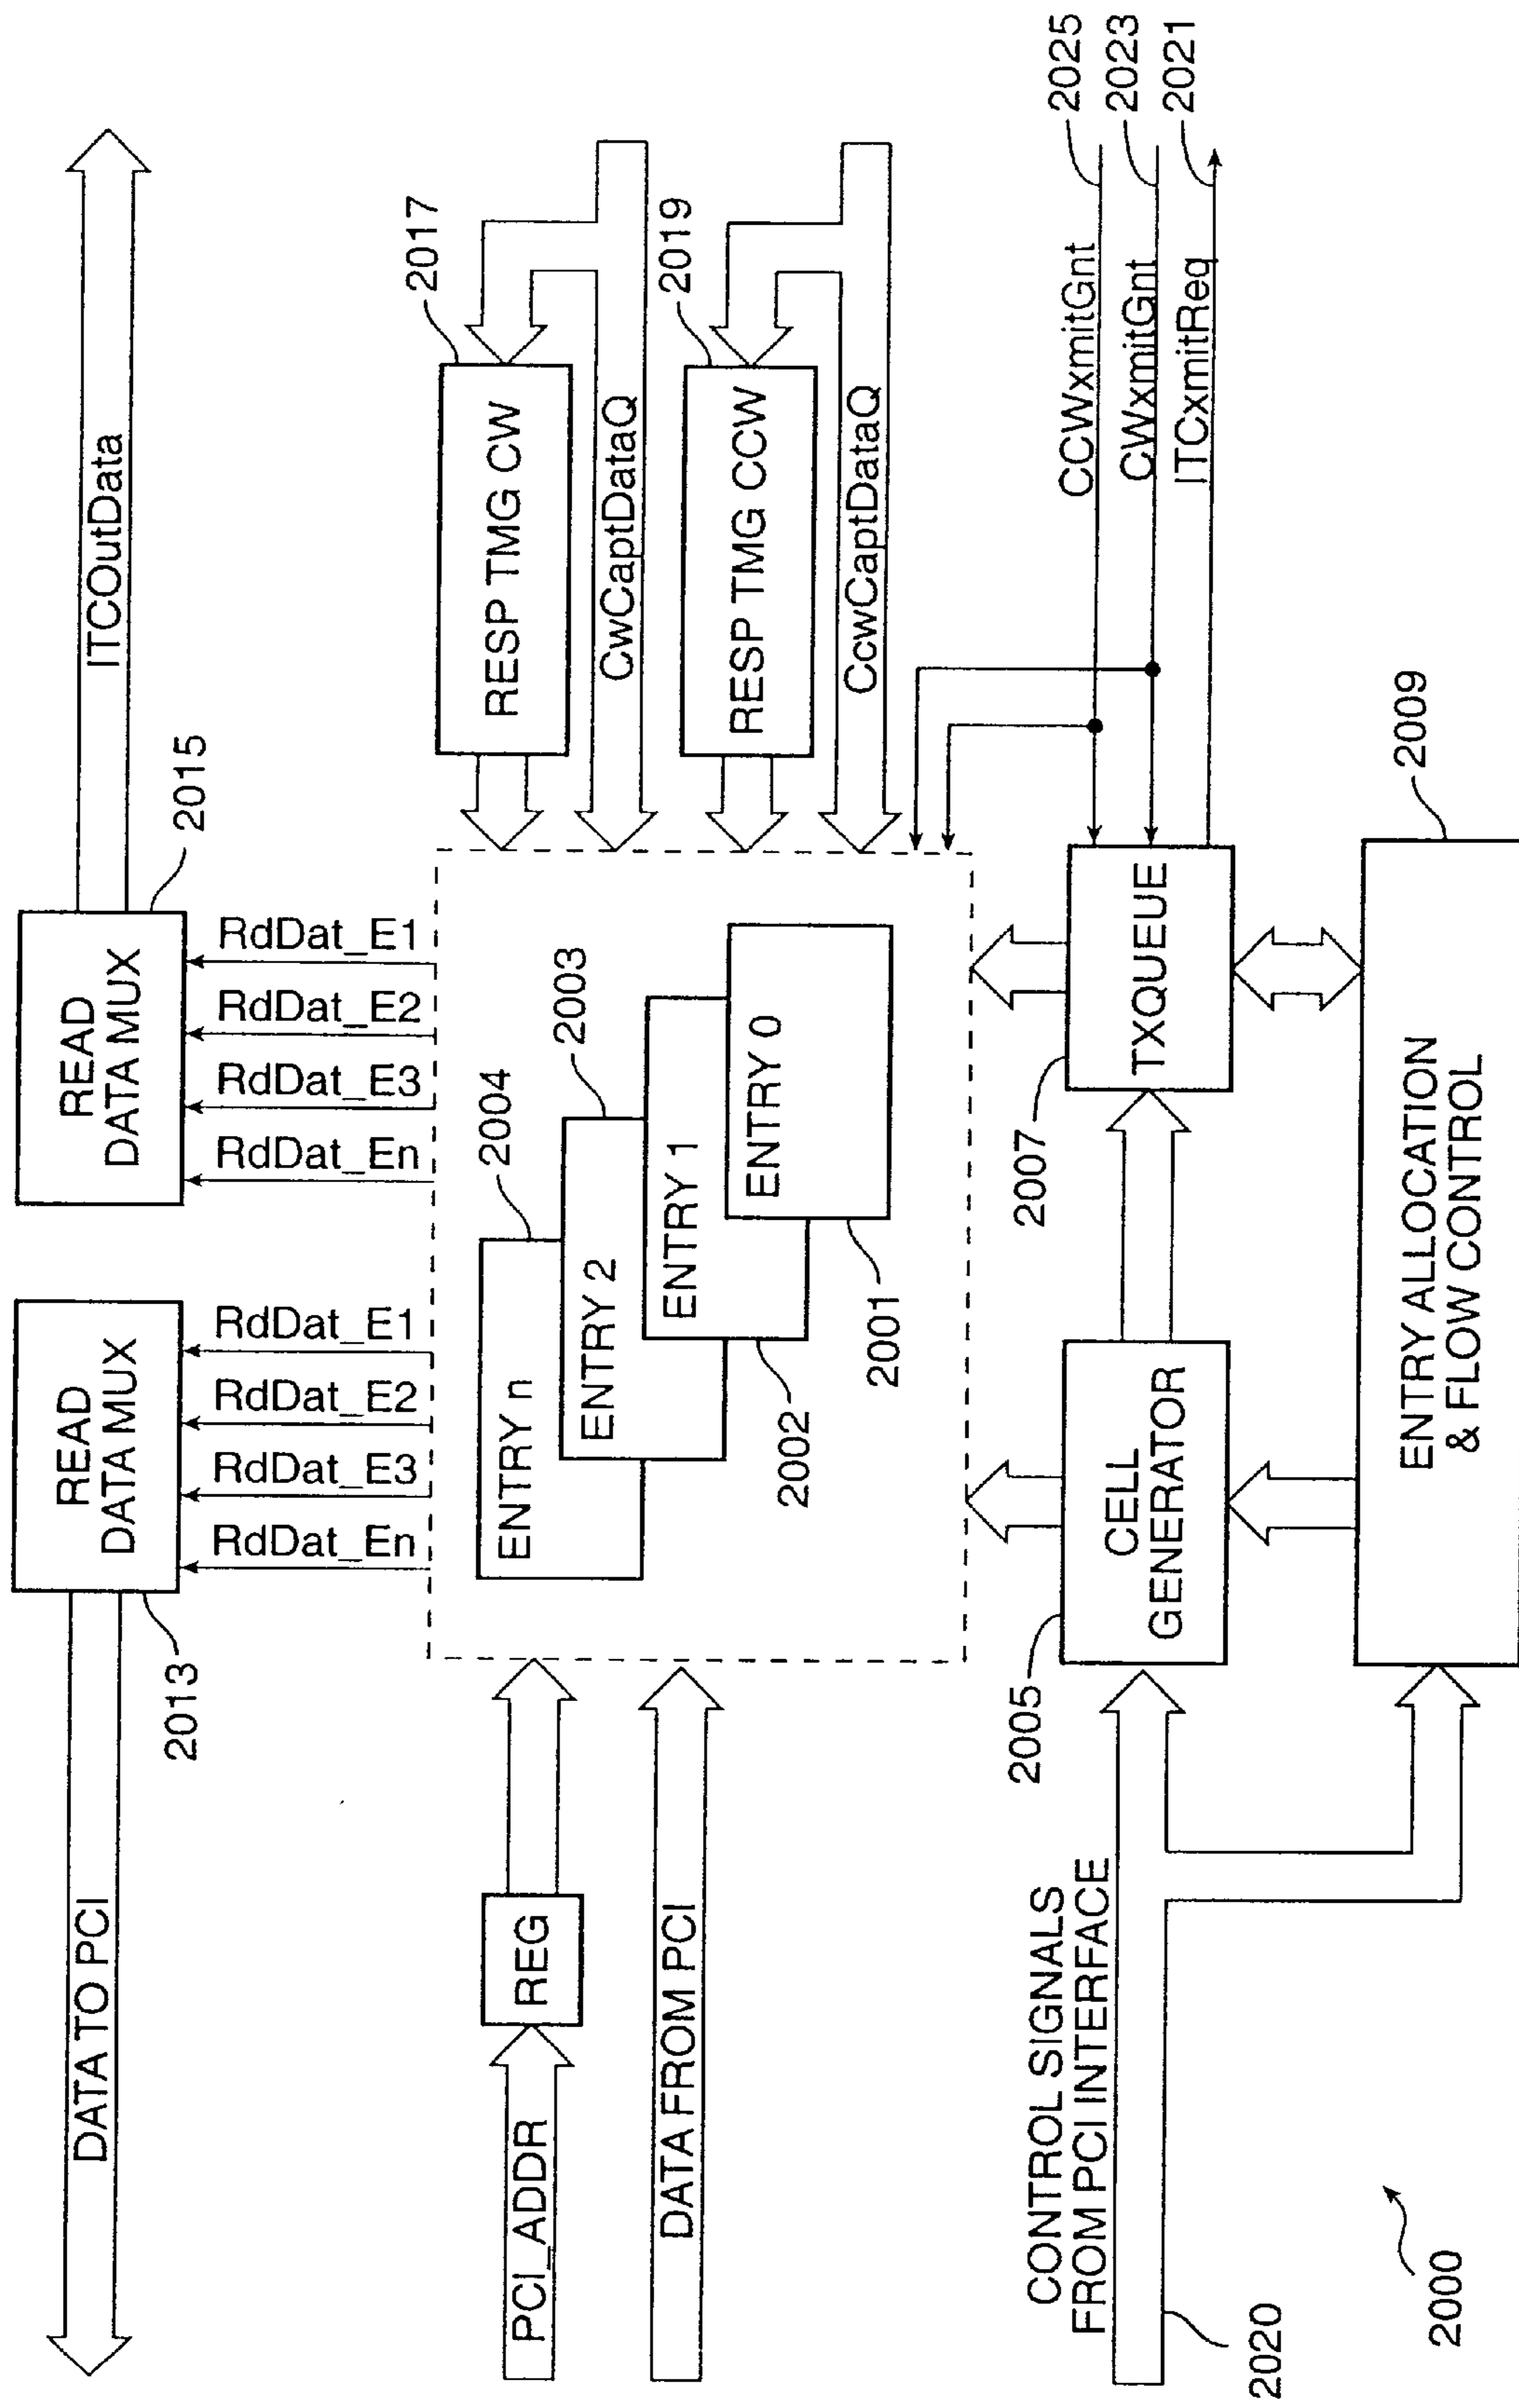 DATA TO PCI
2013
READ
DATA MUX
RdDat_En
RdDat_E3
RdDat_E2
RdDat_E1
READ
DATA MUX
2015
RdDat_En
RdDat_E3
RdDat_E2
RdDat_E1
ITCOutData
PCI_ADDR
REG
DATA FROM PCI
ENTRY n
2004
ENTRY 2
2003
ENTRY 1
ENTRY 0
2002
2001
RESP TMG CW
2017
CwCaptDataQ
RESP TMG CCW
2019
CcwCaptDataQ
CONTROL SIGNALS
FROM PCI INTERFACE
2020
2005
CELL
GENERATOR
2007
TXQUEUE
CCWxmitGnt
2025
CWxmitGnt
2023
ITCxmitReq
2021
ENTRY ALLOCATION
& FLOW CONTROL
2009
2000